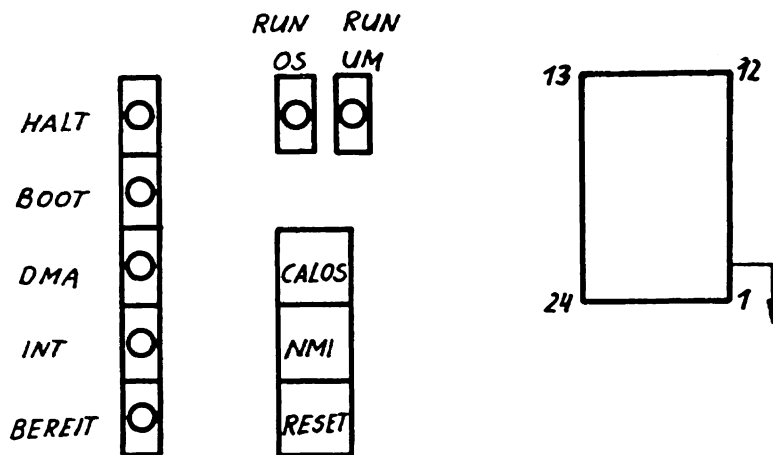 RUN RUN
OS UM
13 12
HALT
BOOT
DMA CALOS
24 1
INT NMI
BEREIT RESET